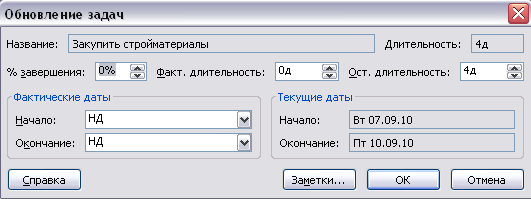 Обновление задач
Название: Закупить стройматериалы Длительность: 4д
% завершения: 0% Факт. длительность: 0д Ост. длительность: 4д
Фактические даты Текущие даты
Начало: НД Начало: Вт 07.09.10
Окончание: НД Окончание: Пт 10.09.10
Справка Заметки... ОК Отмена